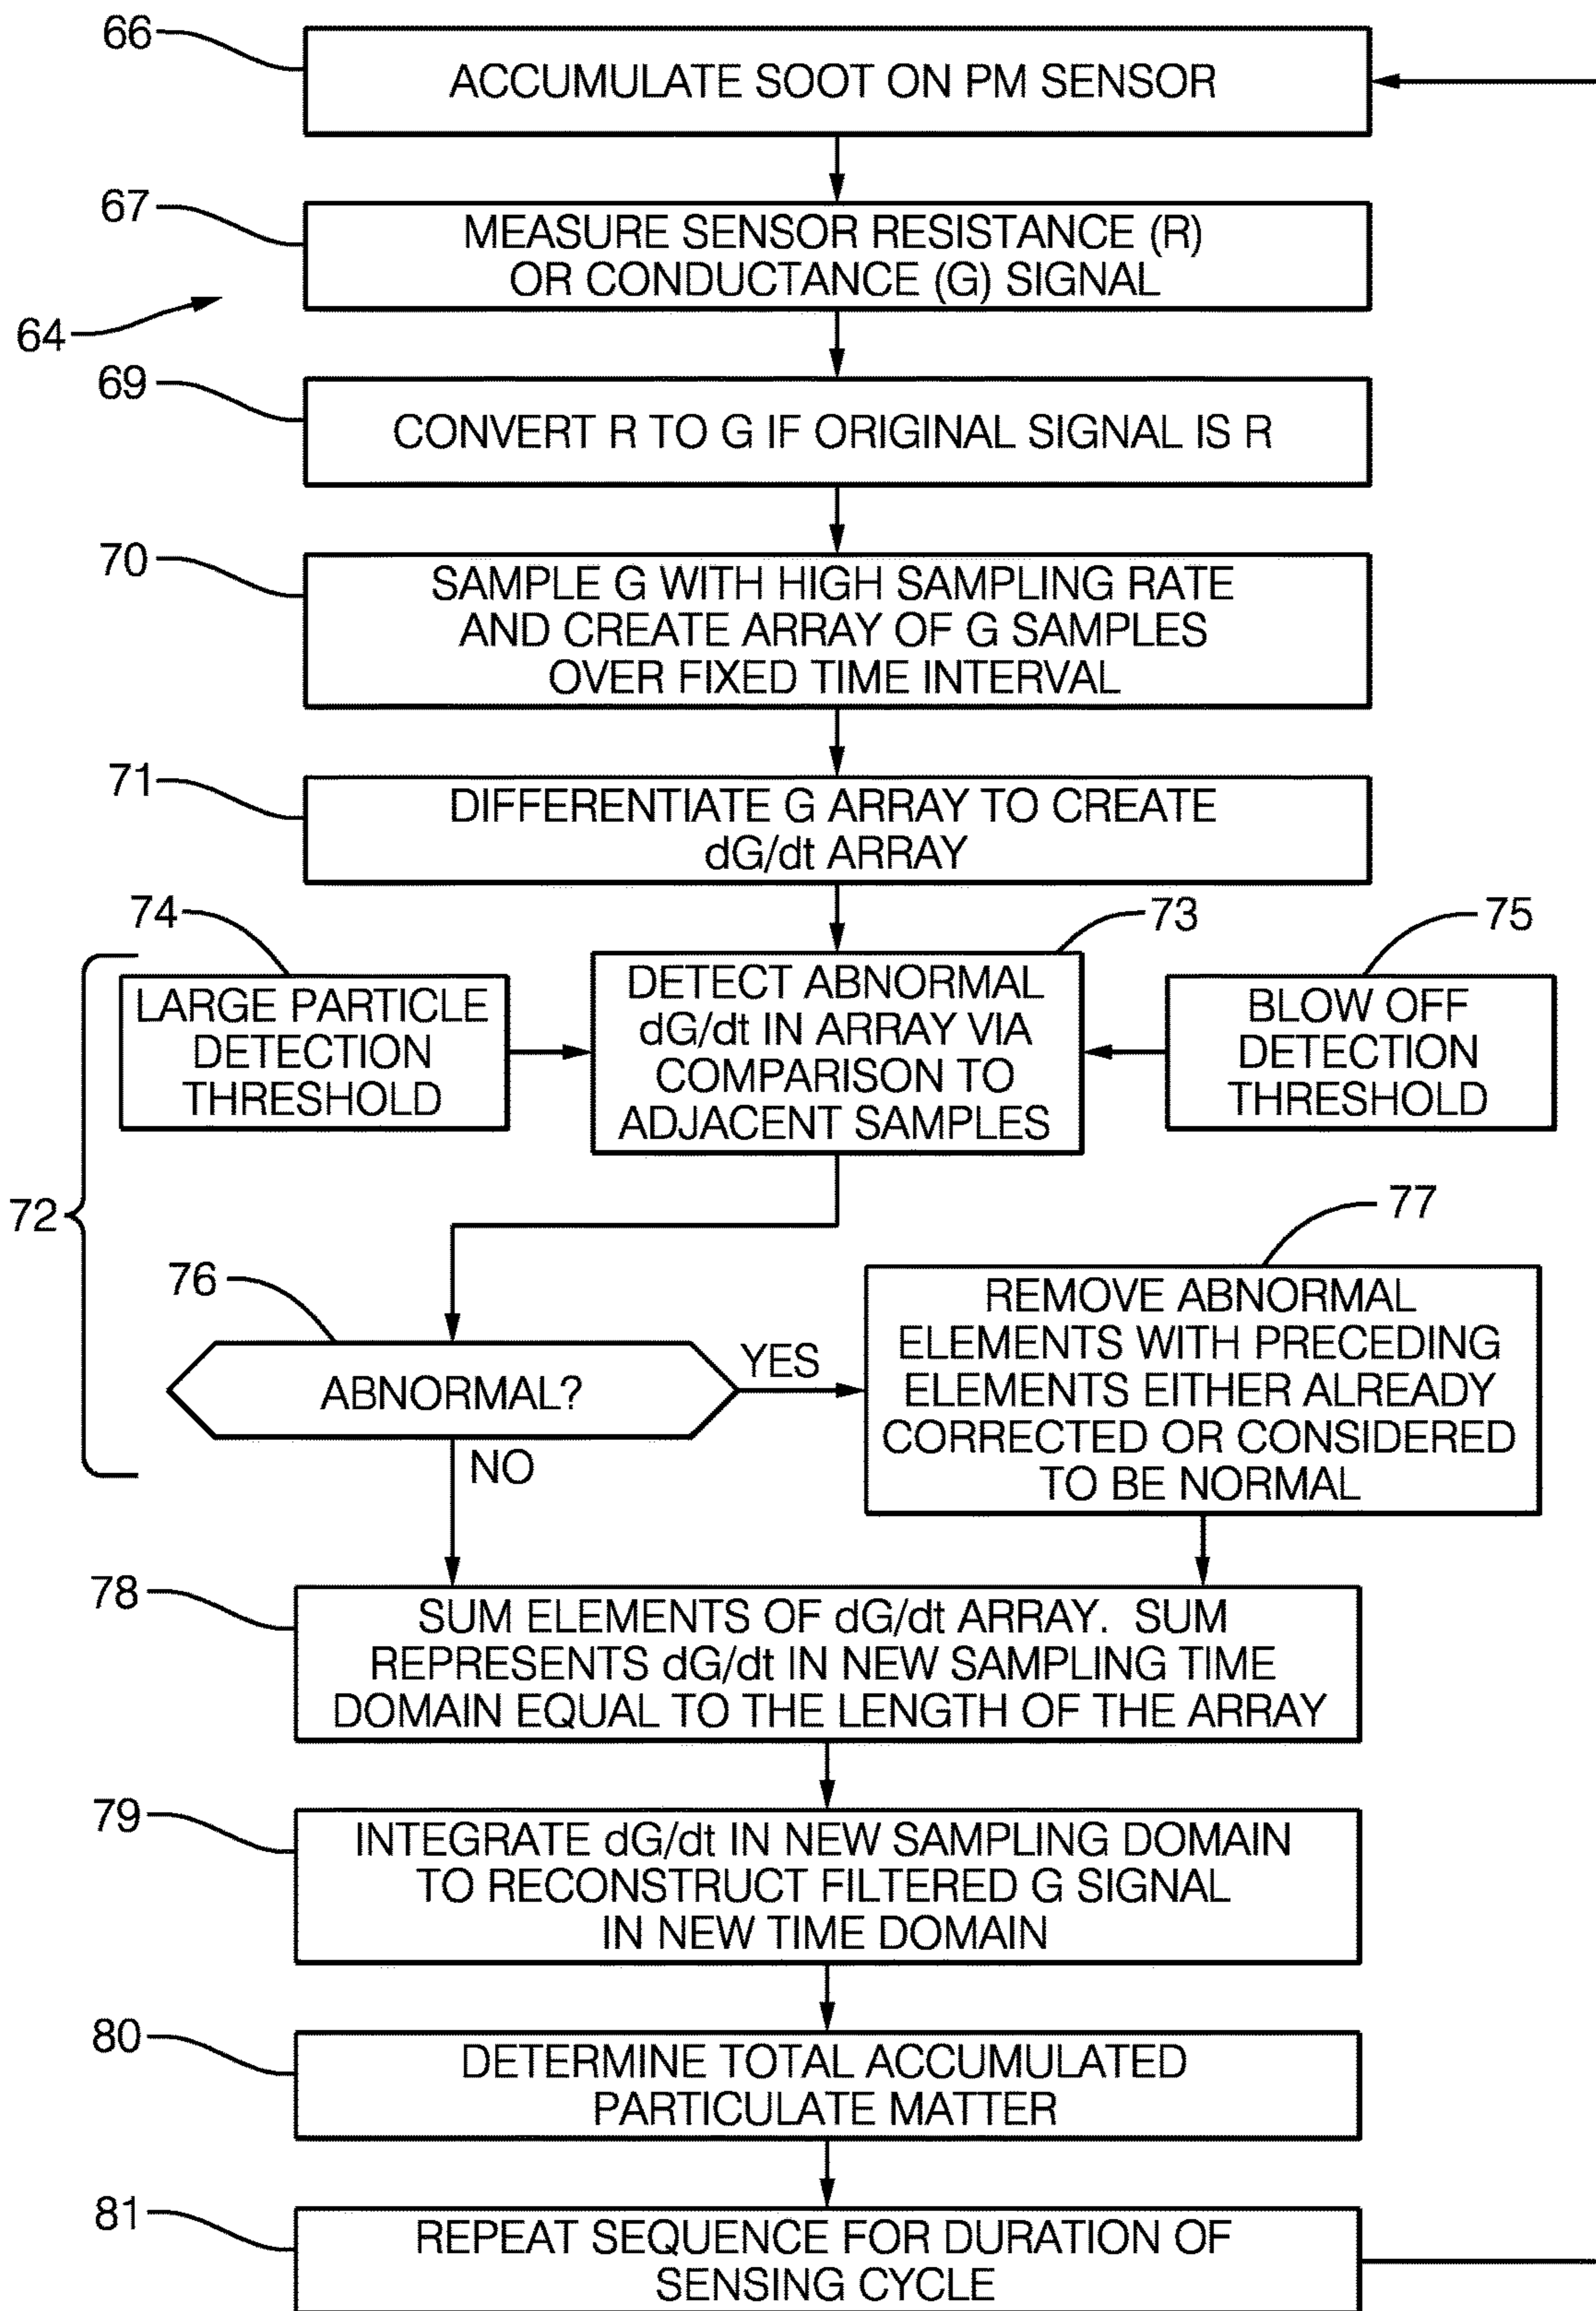 66
ACCUMULATE SOOT ON PM SENSOR
67
MEASURE SENSOR RESISTANCE (R)
OR CONDUCTANCE (G) SIGNAL
64
69
CONVERT R TO G IF ORIGINAL SIGNAL IS R
70
SAMPLE G WITH HIGH SAMPLING RATE
AND CREATE ARRAY OF G SAMPLES
OVER FIXED TIME INTERVAL
71
DIFFERENTIATE G ARRAY TO CREATE
dG/dt ARRAY
74
LARGE PARTICLE
DETECTION
THRESHOLD
73
DETECT ABNORMAL
dG/dt IN ARRAY VIA
COMPARISON TO
ADJACENT SAMPLES
75
BLOW OFF
DETECTION
THRESHOLD
72
76
ABNORMAL?
YES
NO
77
REMOVE ABNORMAL
ELEMENTS WITH PRECEDING
ELEMENTS EITHER ALREADY
CORRECTED OR CONSIDERED
TO BE NORMAL
78
SUM ELEMENTS OF dG/dt ARRAY. SUM
REPRESENTS dG/dt IN NEW SAMPLING TIME
DOMAIN EQUAL TO THE LENGTH OF THE ARRAY
79
INTEGRATE dG/dt IN NEW SAMPLING DOMAIN
TO RECONSTRUCT FILTERED G SIGNAL
IN NEW TIME DOMAIN
80
DETERMINE TOTAL ACCUMULATED
PARTICULATE MATTER
81
REPEAT SEQUENCE FOR DURATION OF
SENSING CYCLE